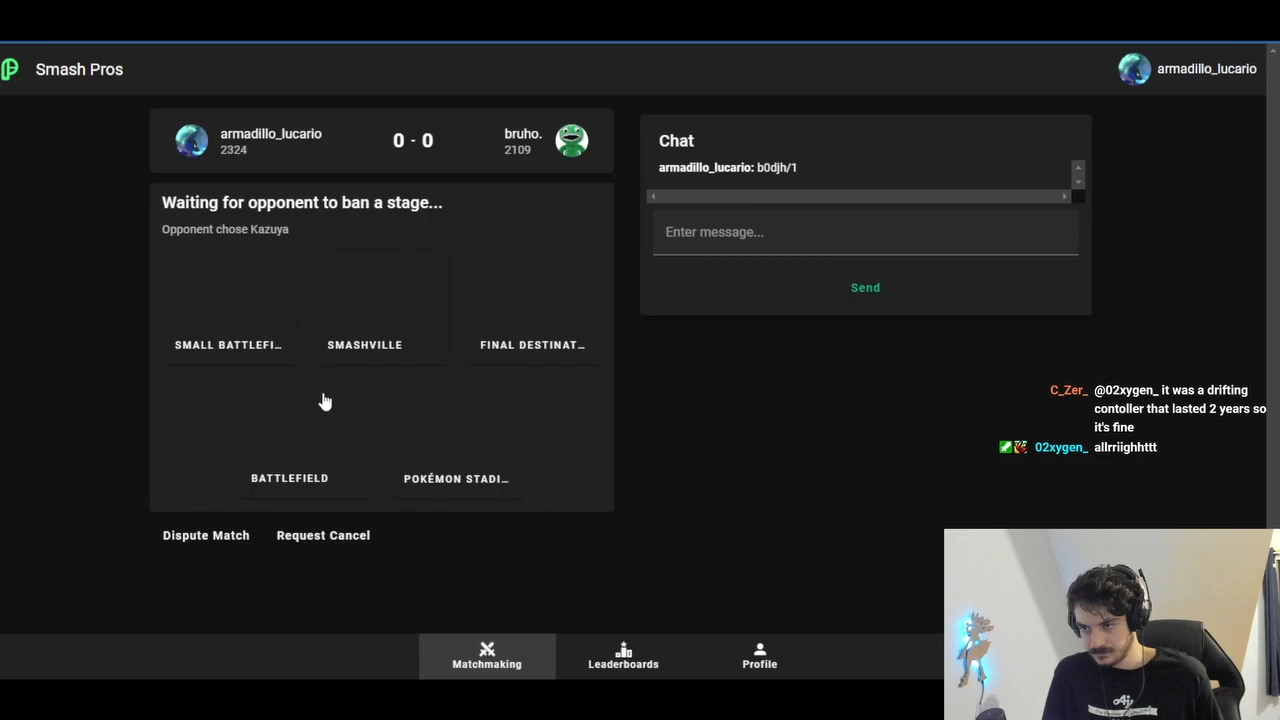 Smash Pros
armadillo_lucario
armadillo_lucario
2324
0 - 0
bruho.
2109
Waiting for opponent to ban a stage...
Opponent chose Kazuya
SMALL BATTLEFI...
SMASHVILLE
FINAL DESTINAT...
BATTLEFIELD
POKÉMON STADI...
Dispute Match
Request Cancel
Chat
armadillo_lucario: b0djh/1
Enter message...
Send
C_Zer_ @02xygen_ it was a drifting
contoller that lasted 2 years so
it's fine
02xygen_ allrriighhttt
Matchmaking
Leaderboards
Profile